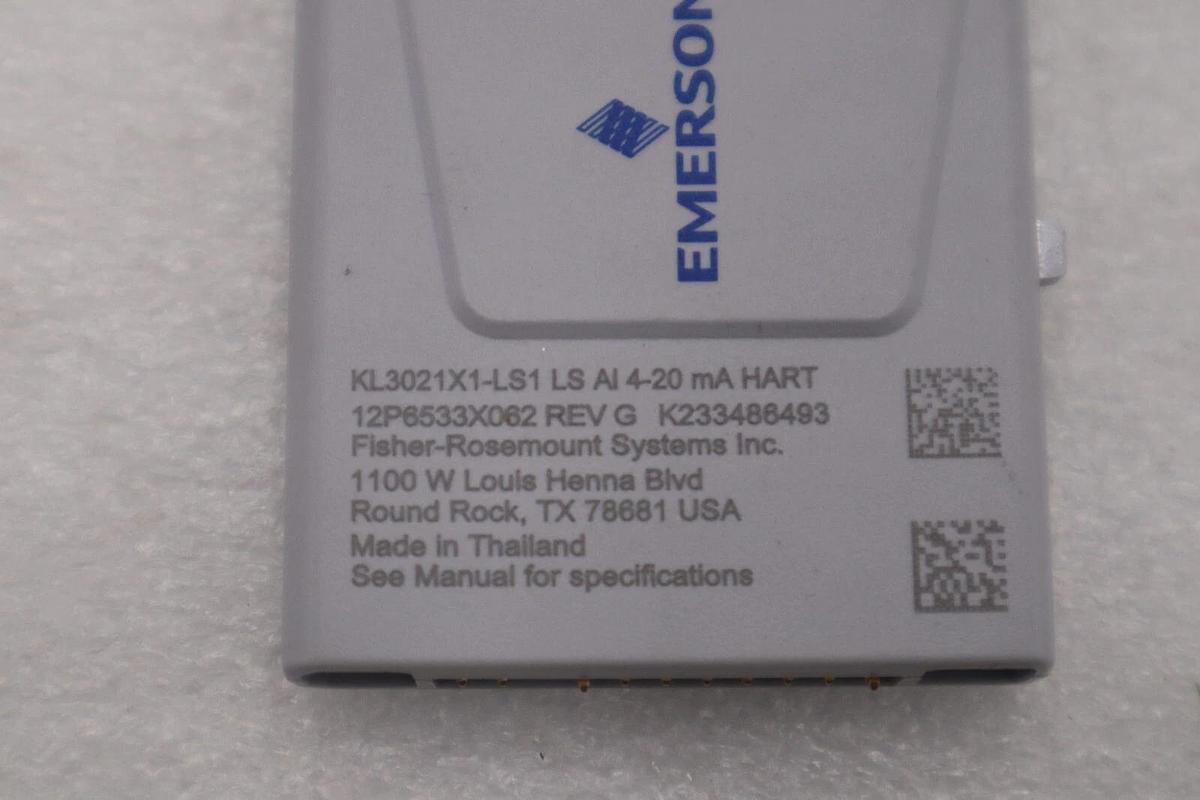 EMERSON
KL3021X1-LS1 LS AI 4-20 mA HART
12P6533X062 REV G K233486493
Fisher-Rosemount Systems Inc.
1100 W Louis Henna Blvd
Round Rock, TX 78681 USA
Made in Thailand
See Manual for specifications